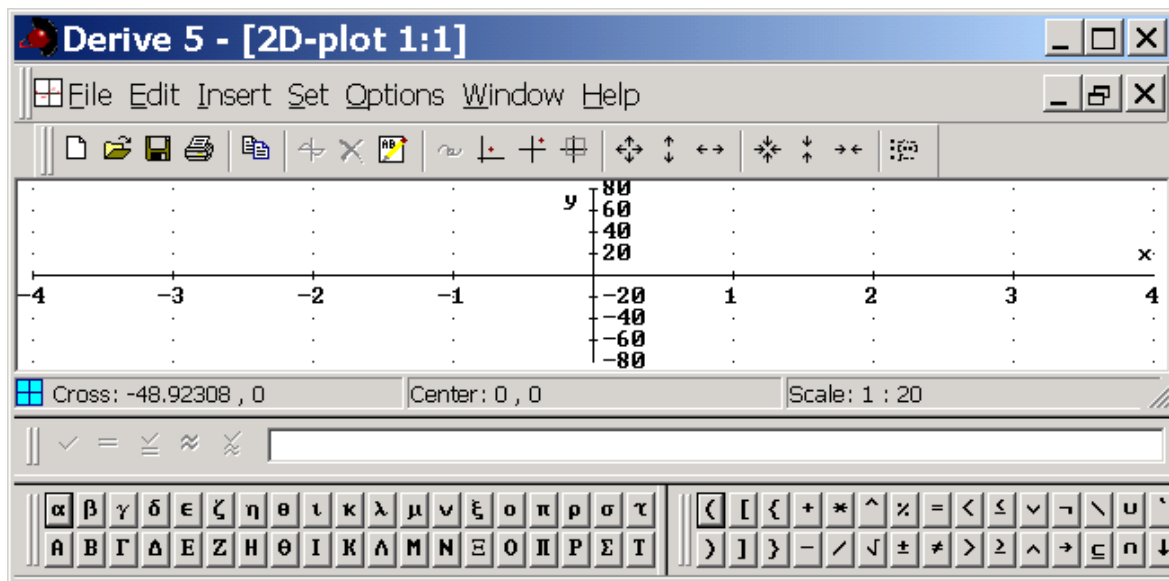 Derive 5 - [2D-plot 1:1]
File Edit Insert Set Options Window Help
y 80
60
40
20 x
-4 -3 -2 -1 -20 1 2 3 4
-40
-60
-80
Cross: -48.92308 , 0 Center: 0 , 0 Scale: 1 : 20
✓ = ≚ ≈
α β γ δ ε ζ η θ ι κ λ μ ν ξ ο π ρ σ τ ( [ { + * ^ % = < ≤ ∨ ¬ \ ∪ `
Α Β Γ Δ Ε Ζ Η Θ Ι Κ Λ Μ Ν Ξ Ο Π Ρ Σ Τ ) ] } - / √ ± ≠ > ≥ ∧ → ⊆ ∩ ↓